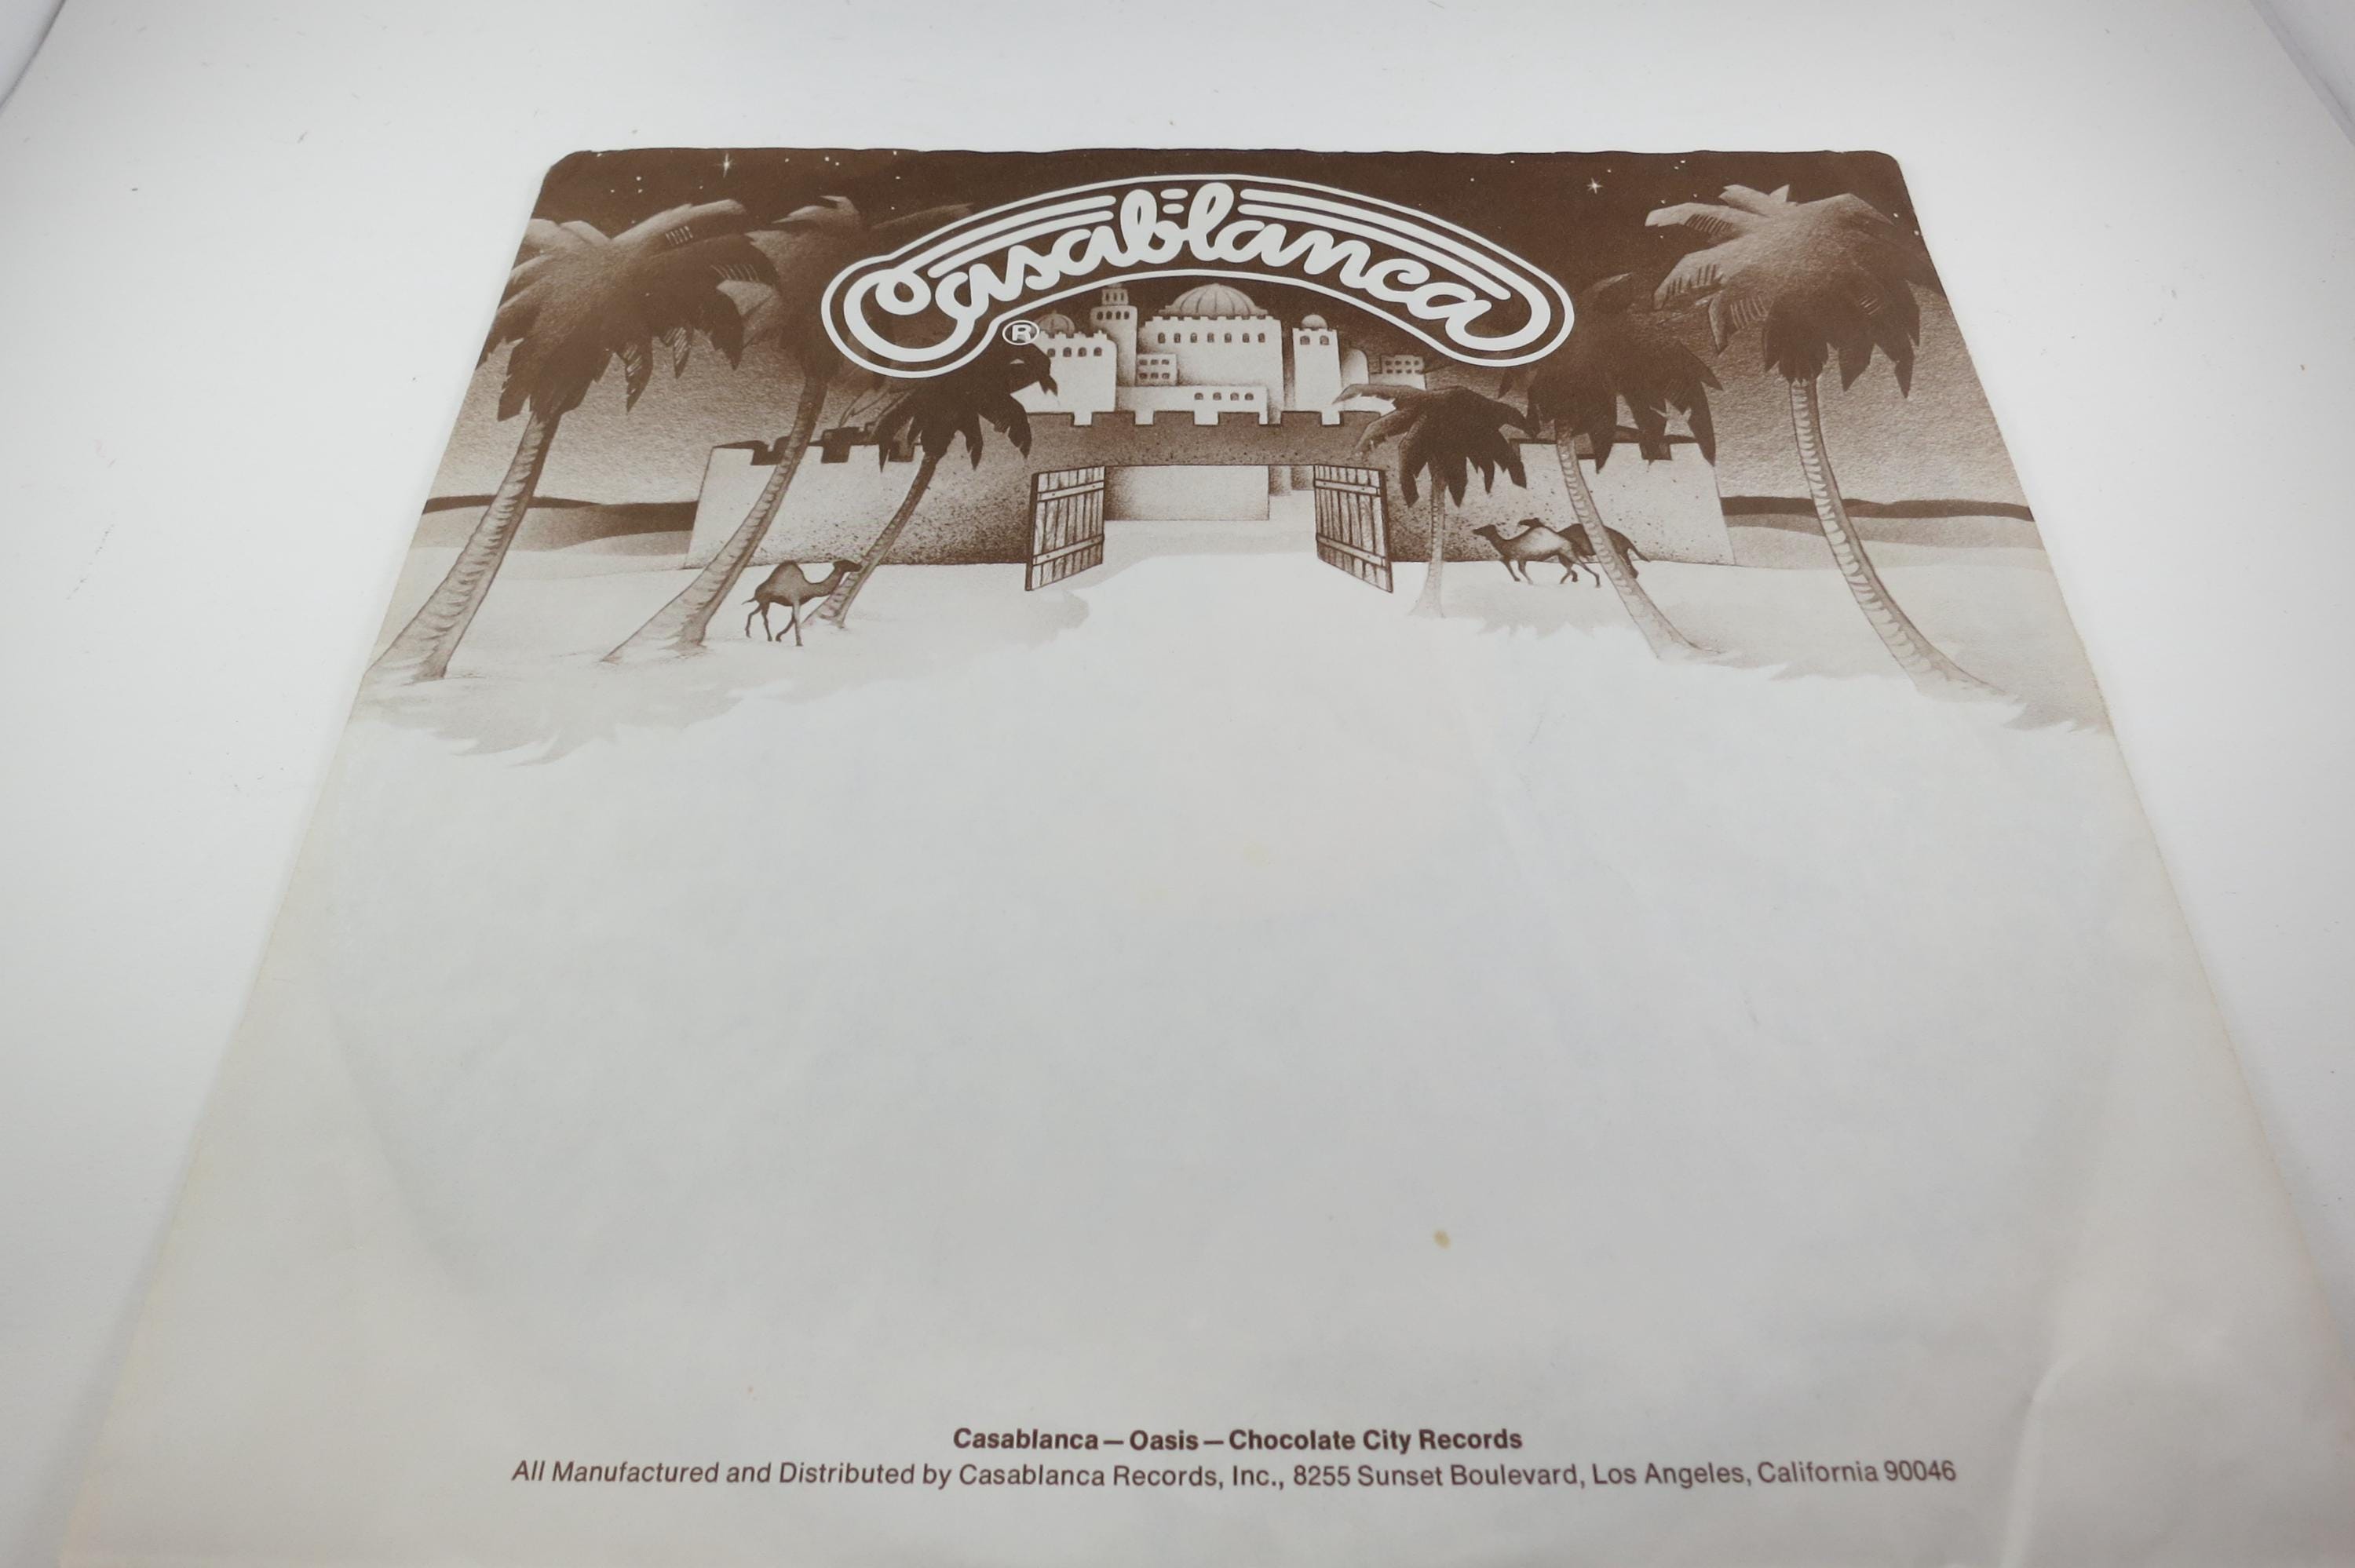 Casablanca
®
Casablanca — Oasis — Chocolate City Records
All Manufactured and Distributed by Casablanca Records, Inc., 8255 Sunset Boulevard, Los Angeles, California 90046